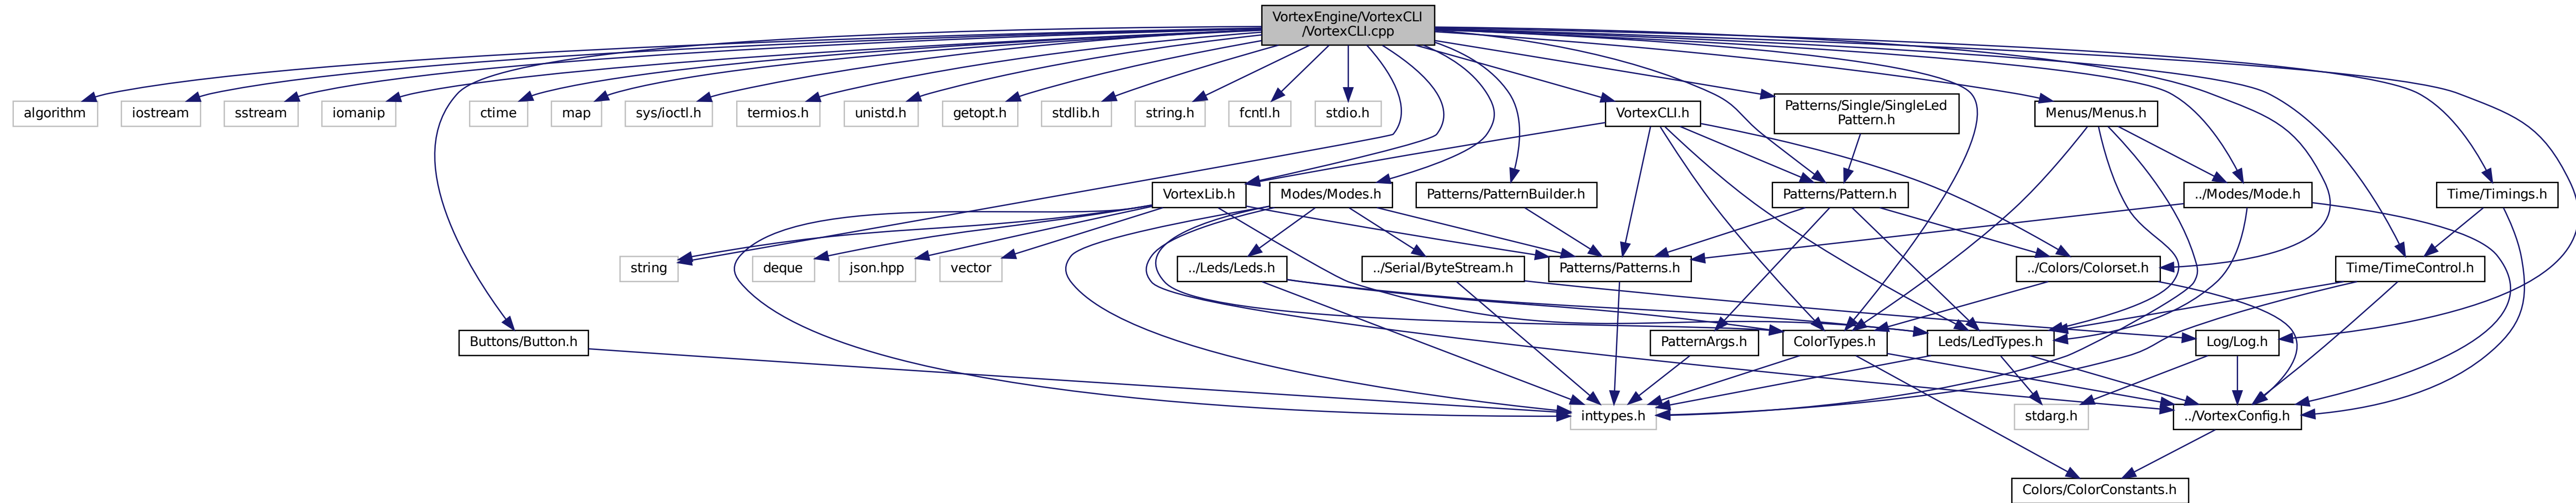 VortexEngine/VortexCLI
/VortexCLI.cpp
algorithm
iostream
sstream
iomanip
ctime
map
sys/ioctl.h
termios.h
unistd.h
getopt.h
stdlib.h
string.h
fcntl.h
stdio.h
VortexCLI.h
Patterns/Single/SingleLed
Pattern.h
Menus/Menus.h
VortexLib.h
Modes/Modes.h
Patterns/PatternBuilder.h
Patterns/Pattern.h
../Modes/Mode.h
Time/Timings.h
string
deque
json.hpp
vector
../Leds/Leds.h
../Serial/ByteStream.h
Patterns/Patterns.h
../Colors/Colorset.h
Time/TimeControl.h
Buttons/Button.h
PatternArgs.h
ColorTypes.h
Leds/LedTypes.h
Log/Log.h
inttypes.h
stdarg.h
../VortexConfig.h
Colors/ColorConstants.h